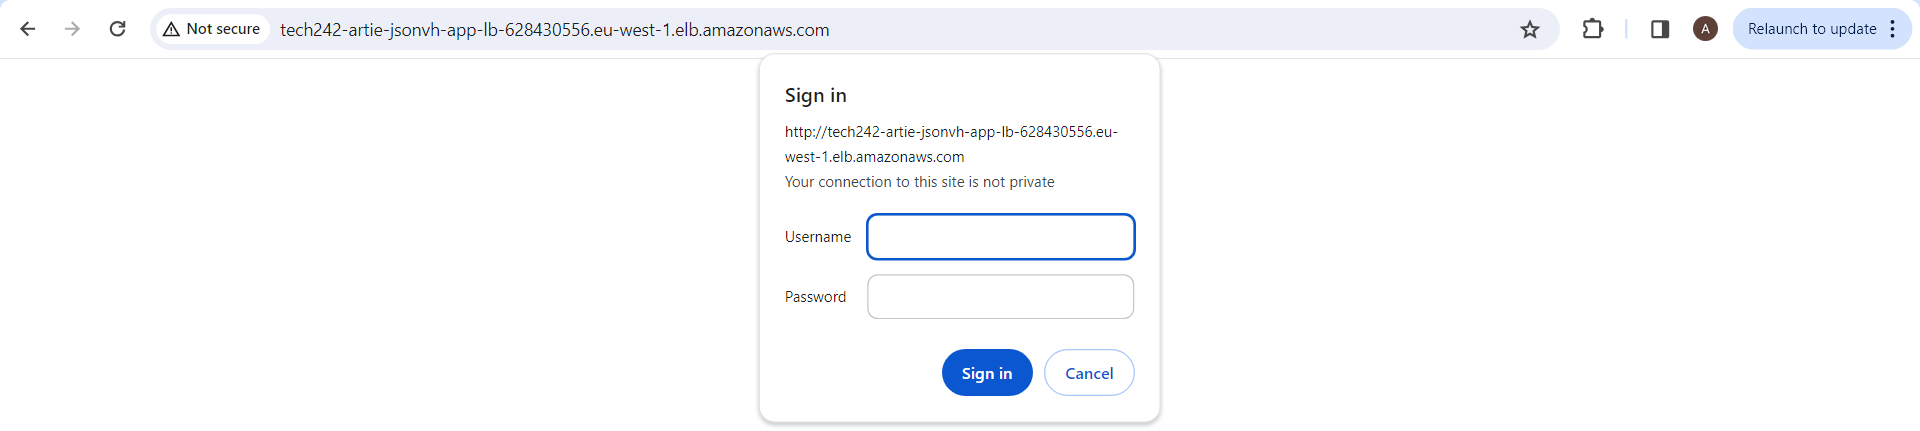 Not secure tech242-artie-jsonvh-app-lb-628430556.eu-west-1.elb.amazonaws.com A Relaunch to update
Sign in
http://tech242-artie-jsonvh-app-lb-628430556.eu-
west-1.elb.amazonaws.com
Your connection to this site is not private
Username
Password
Sign in Cancel